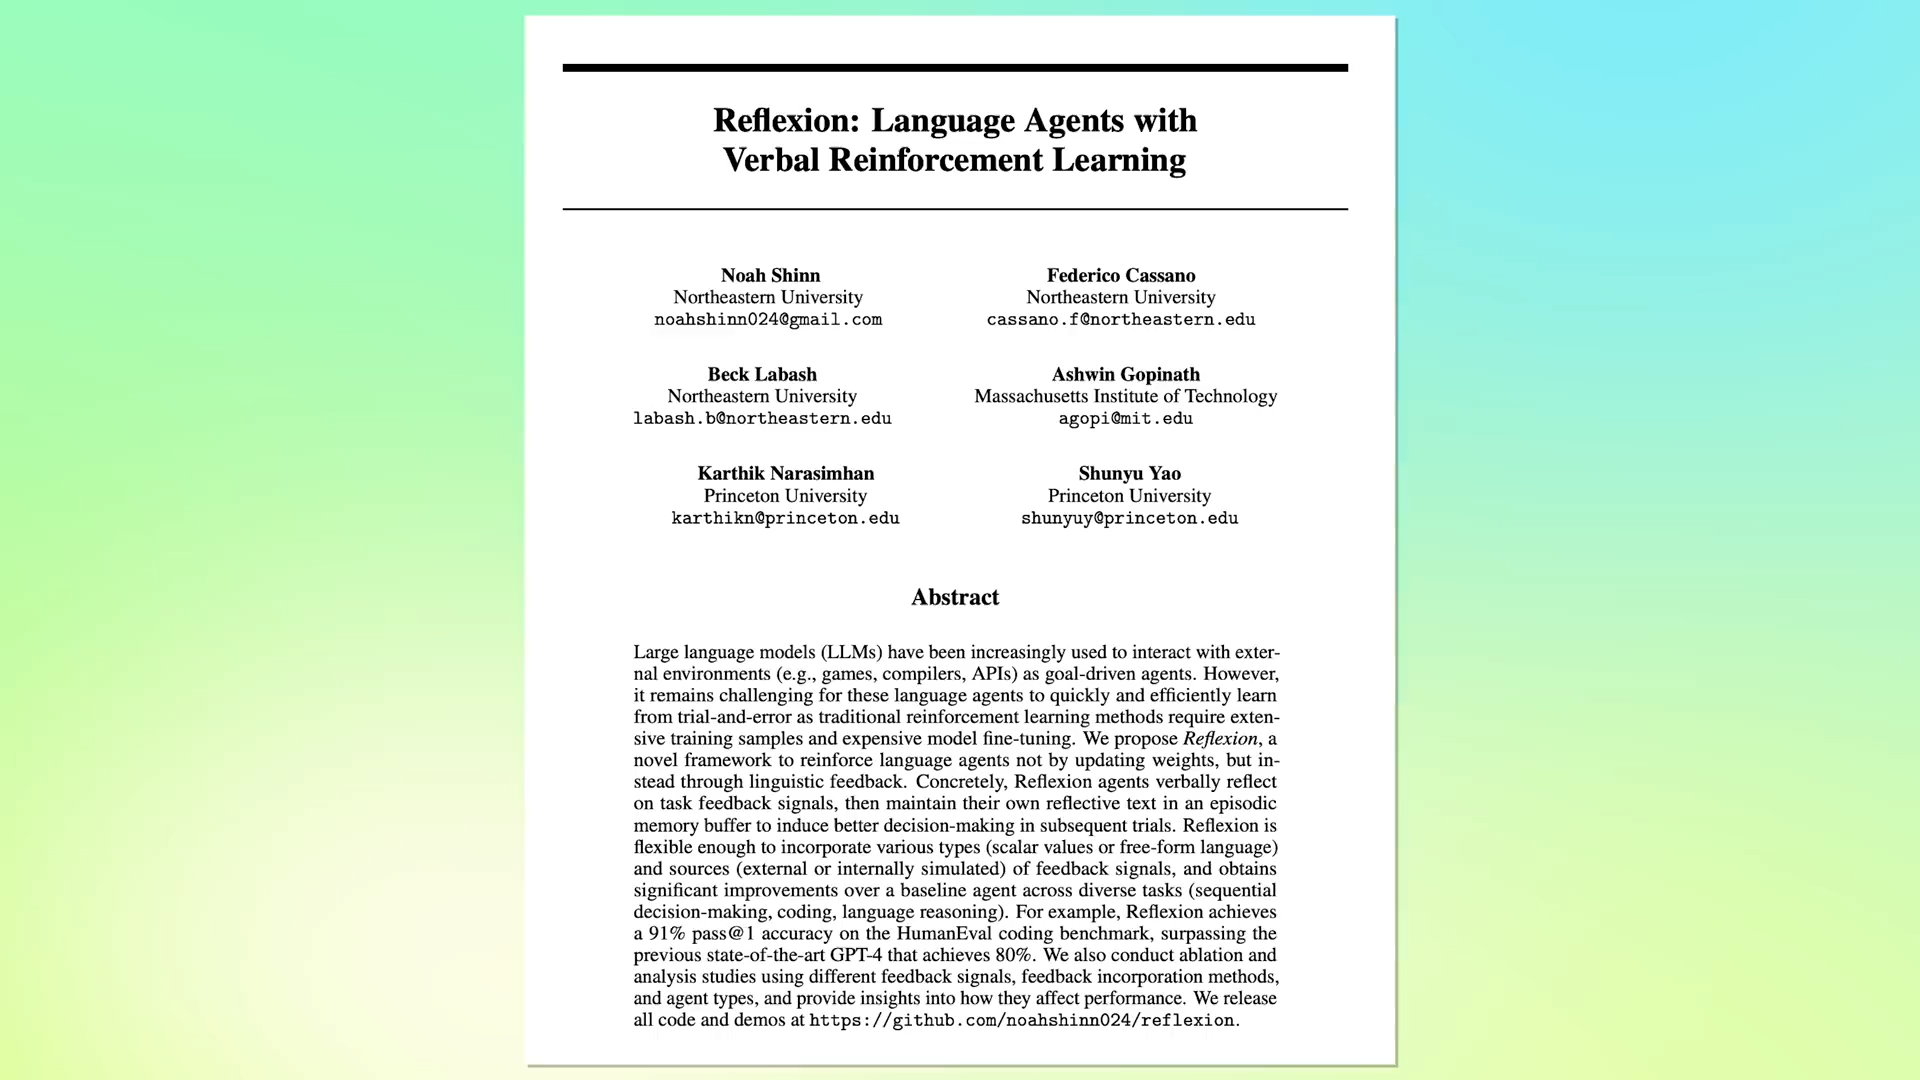 Reflexion: Language Agents with
Verbal Reinforcement Learning
Noah Shinn
Northeastern University
noahshinn024@gmail.com
Federico Cassano
Northeastern University
cassano.f@northeastern.edu
Beck Labash
Northeastern University
labash.b@northeastern.edu
Ashwin Gopinath
Massachusetts Institute of Technology
agopi@mit.edu
Karthik Narasimhan
Princeton University
karthikn@princeton.edu
Shunyu Yao
Princeton University
shunyuy@princeton.edu
Abstract
Large language models (LLMs) have been increasingly used to interact with exter-
nal environments (e.g., games, compilers, APIs) as goal-driven agents. However,
it remains challenging for these language agents to quickly and efficiently learn
from trial-and-error as traditional reinforcement learning methods require exten-
sive training samples and expensive model fine-tuning. We propose Reflexion, a
novel framework to reinforce language agents not by updating weights, but in-
stead through linguistic feedback. Concretely, Reflexion agents verbally reflect
on task feedback signals, then maintain their own reflective text in an episodic
memory buffer to induce better decision-making in subsequent trials. Reflexion is
flexible enough to incorporate various types (scalar values or free-form language)
and sources (external or internally simulated) of feedback signals, and obtains
significant improvements over a baseline agent across diverse tasks (sequential
decision-making, coding, language reasoning). For example, Reflexion achieves
a 91% pass@1 accuracy on the HumanEval coding benchmark, surpassing the
previous state-of-the-art GPT-4 that achieves 80%. We also conduct ablation and
analysis studies using different feedback signals, feedback incorporation methods,
and agent types, and provide insights into how they affect performance. We release
all code and demos at https://github.com/noahshinn024/reflexion.